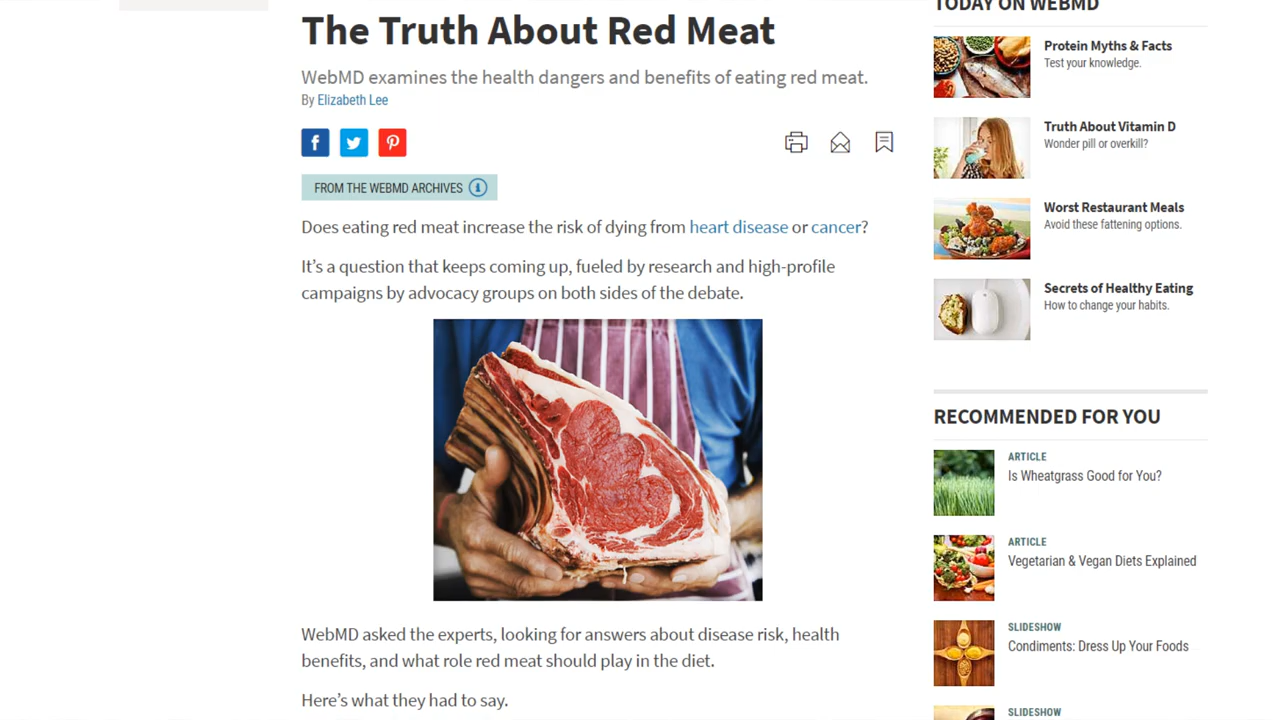 The Truth About Red Meat
WebMD examines the health dangers and benefits of eating red meat.
By Elizabeth Lee
FROM THE WEBMD ARCHIVES
Does eating red meat increase the risk of dying from heart disease or cancer?
It’s a question that keeps coming up, fueled by research and high-profile
campaigns by advocacy groups on both sides of the debate.
WebMD asked the experts, looking for answers about disease risk, health
benefits, and what role red meat should play in the diet.
Here’s what they had to say.
TODAY ON WEBMD
Protein Myths & Facts
Test your knowledge.
Truth About Vitamin D
Wonder pill or overkill?
Worst Restaurant Meals
Avoid these fattening options.
Secrets of Healthy Eating
How to change your habits.
RECOMMENDED FOR YOU
ARTICLE
Is Wheatgrass Good for You?
ARTICLE
Vegetarian & Vegan Diets Explained
SLIDESHOW
Condiments: Dress Up Your Foods
SLIDESHOW